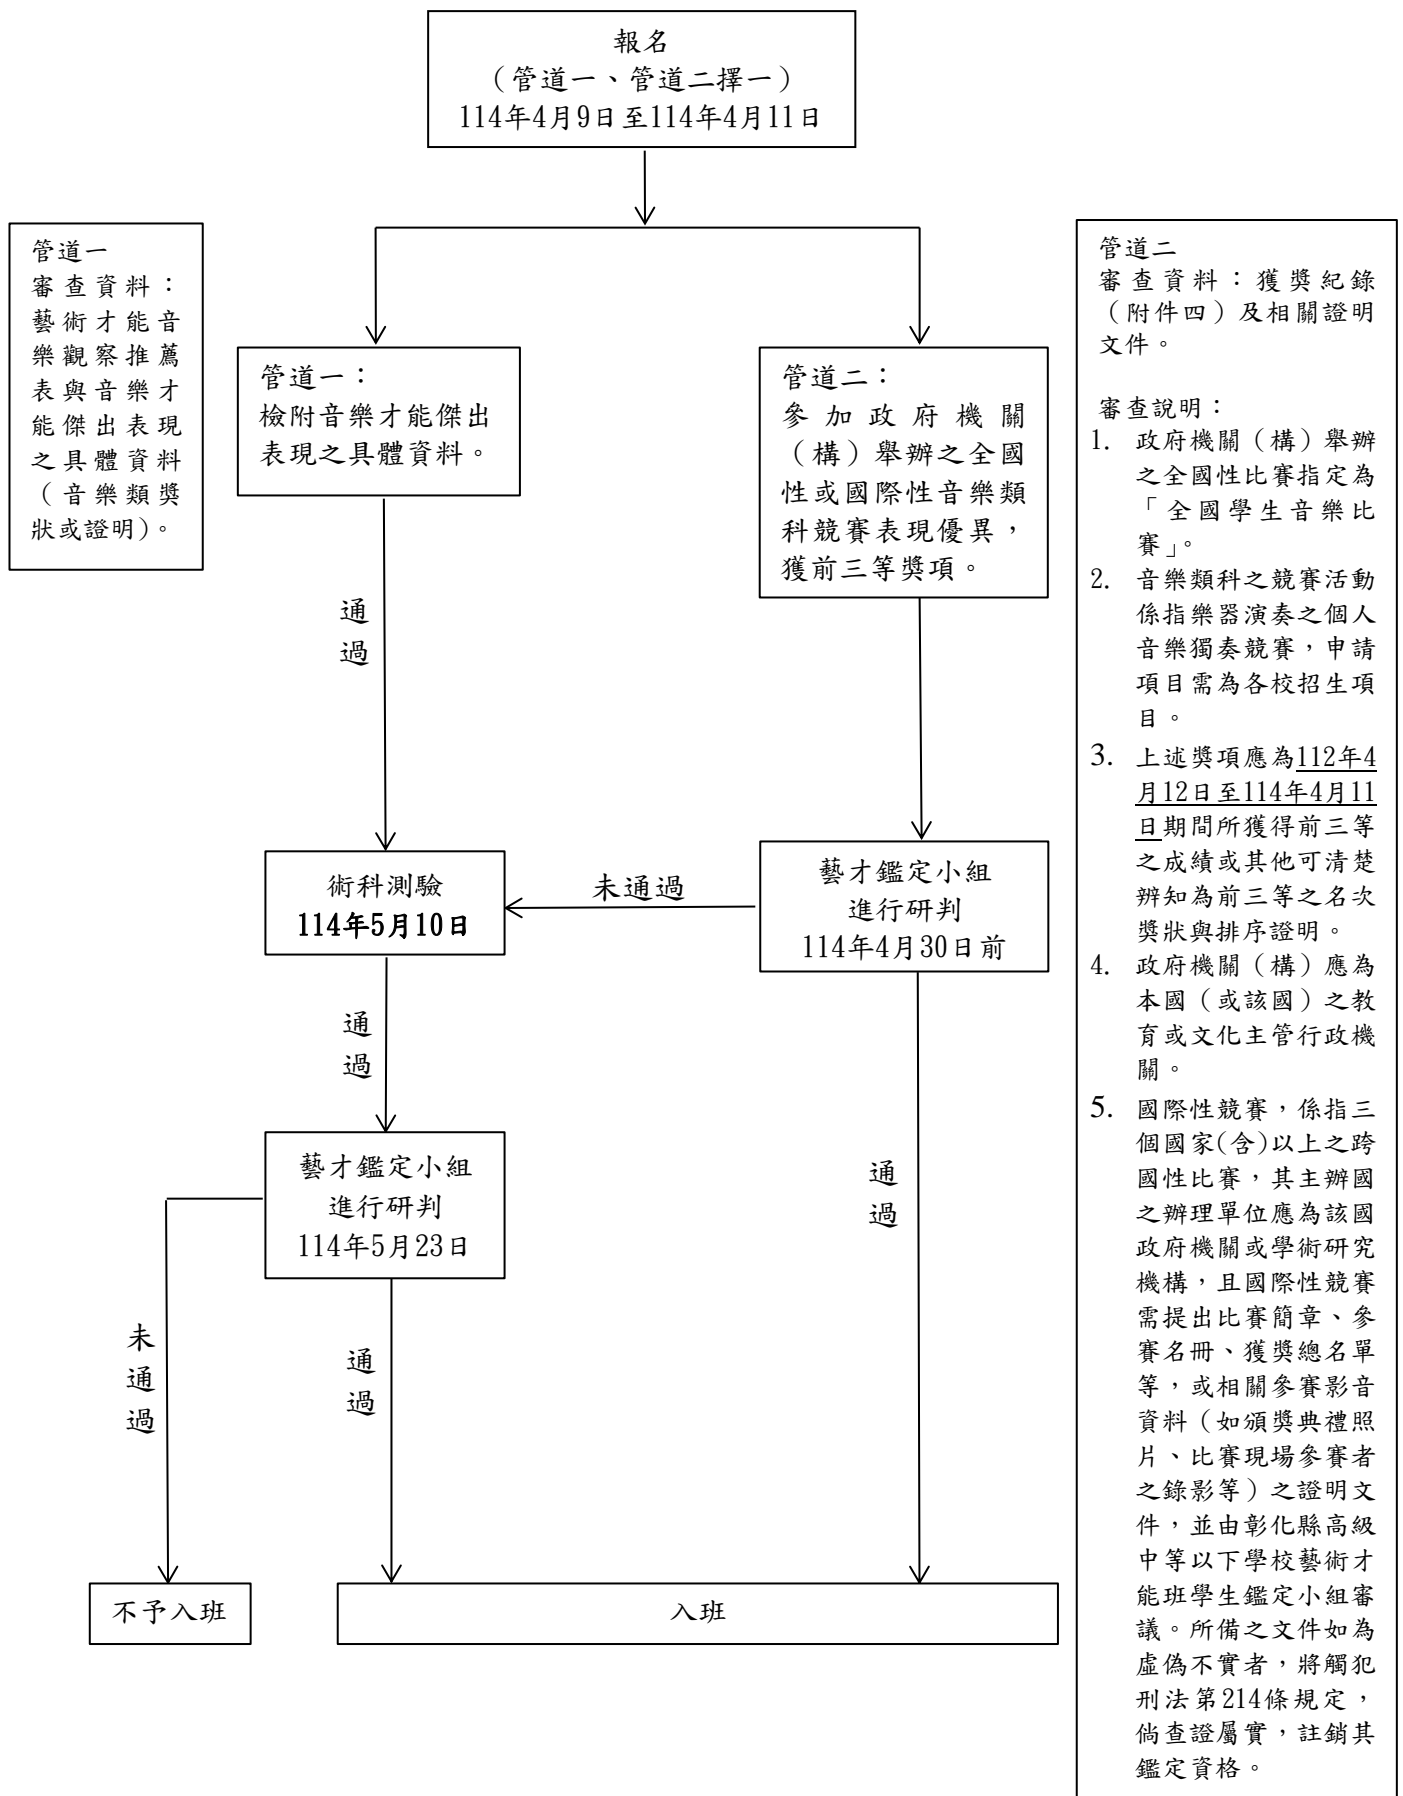 報名
（管道一、管道二擇一）
114年4月9日至114年4月11日
管道一
審查資料：
藝術才能音
樂觀察推薦
表與音樂才
能傑出表現
之具體資料
（音樂類獎
狀或證明）。
管道一：
檢附音樂才能傑出
表現之具體資料。
管道二：
參加政府機關
（構）舉辦之全國
性或國際性音樂類
科競賽表現優異，
獲前三等獎項。
通
過
術科測驗
114年5月10日
未通過
藝才鑑定小組
進行研判
114年4月30日前
通
過
藝才鑑定小組
進行研判
114年5月23日
通
過
未
通
過
通
過
不予入班
入班
管道二
審查資料：獲獎紀錄
（附件四）及相關證明
文件。
審查說明：
1. 政府機關（構）舉辦
之全國性比賽指定為
「全國學生音樂比
賽」。
2. 音樂類科之競賽活動
係指樂器演奏之個人
音樂獨奏競賽，申請
項目需為各校招生項
目。
3. 上述獎項應為112年4
月12日至114年4月11
日期間所獲得前三等
之成績或其他可清楚
辨知為前三等之名次
獎狀與排序證明。
4. 政府機關（構）應為
本國（或該國）之教
育或文化主管行政機
關。
5. 國際性競賽，係指三
個國家(含)以上之跨
國性比賽，其主辦國
之辦理單位應為該國
政府機關或學術研究
機構，且國際性競賽
需提出比賽簡章、參
賽名冊、獲獎總名單
等，或相關參賽影音
資料（如頒獎典禮照
片、比賽現場參賽者
之錄影等）之證明文
件，並由彰化縣高級
中等以下學校藝術才
能班學生鑑定小組審
議。所備之文件如為
虛偽不實者，將觸犯
刑法第214條規定，
倘查證屬實，註銷其
鑑定資格。